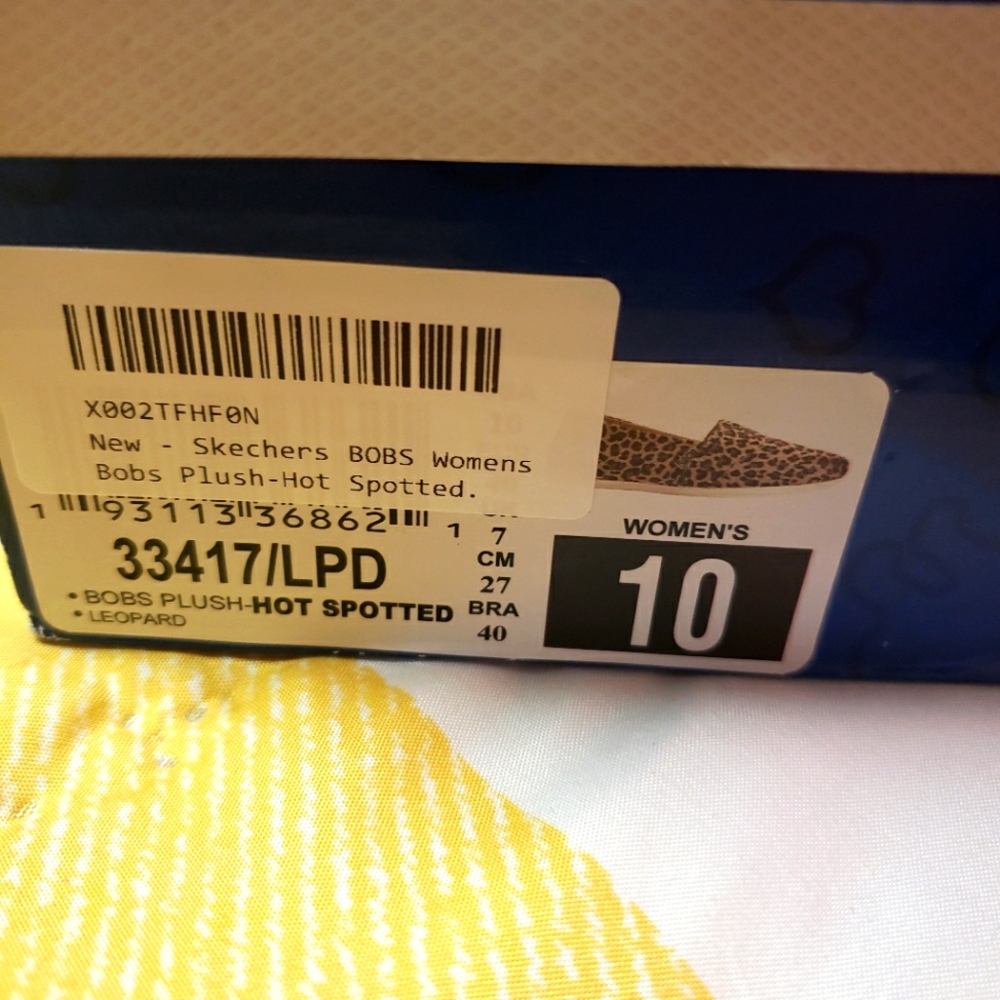 X002TFHF0N
New - Skechers BOBS Womens
Bobs Plush-Hot Spotted.
1 93113 36862 1
33417/LPD
• BOBS PLUSH-HOT SPOTTED
• LEOPARD
7
CM
27
BRA
40
WOMEN'S
10